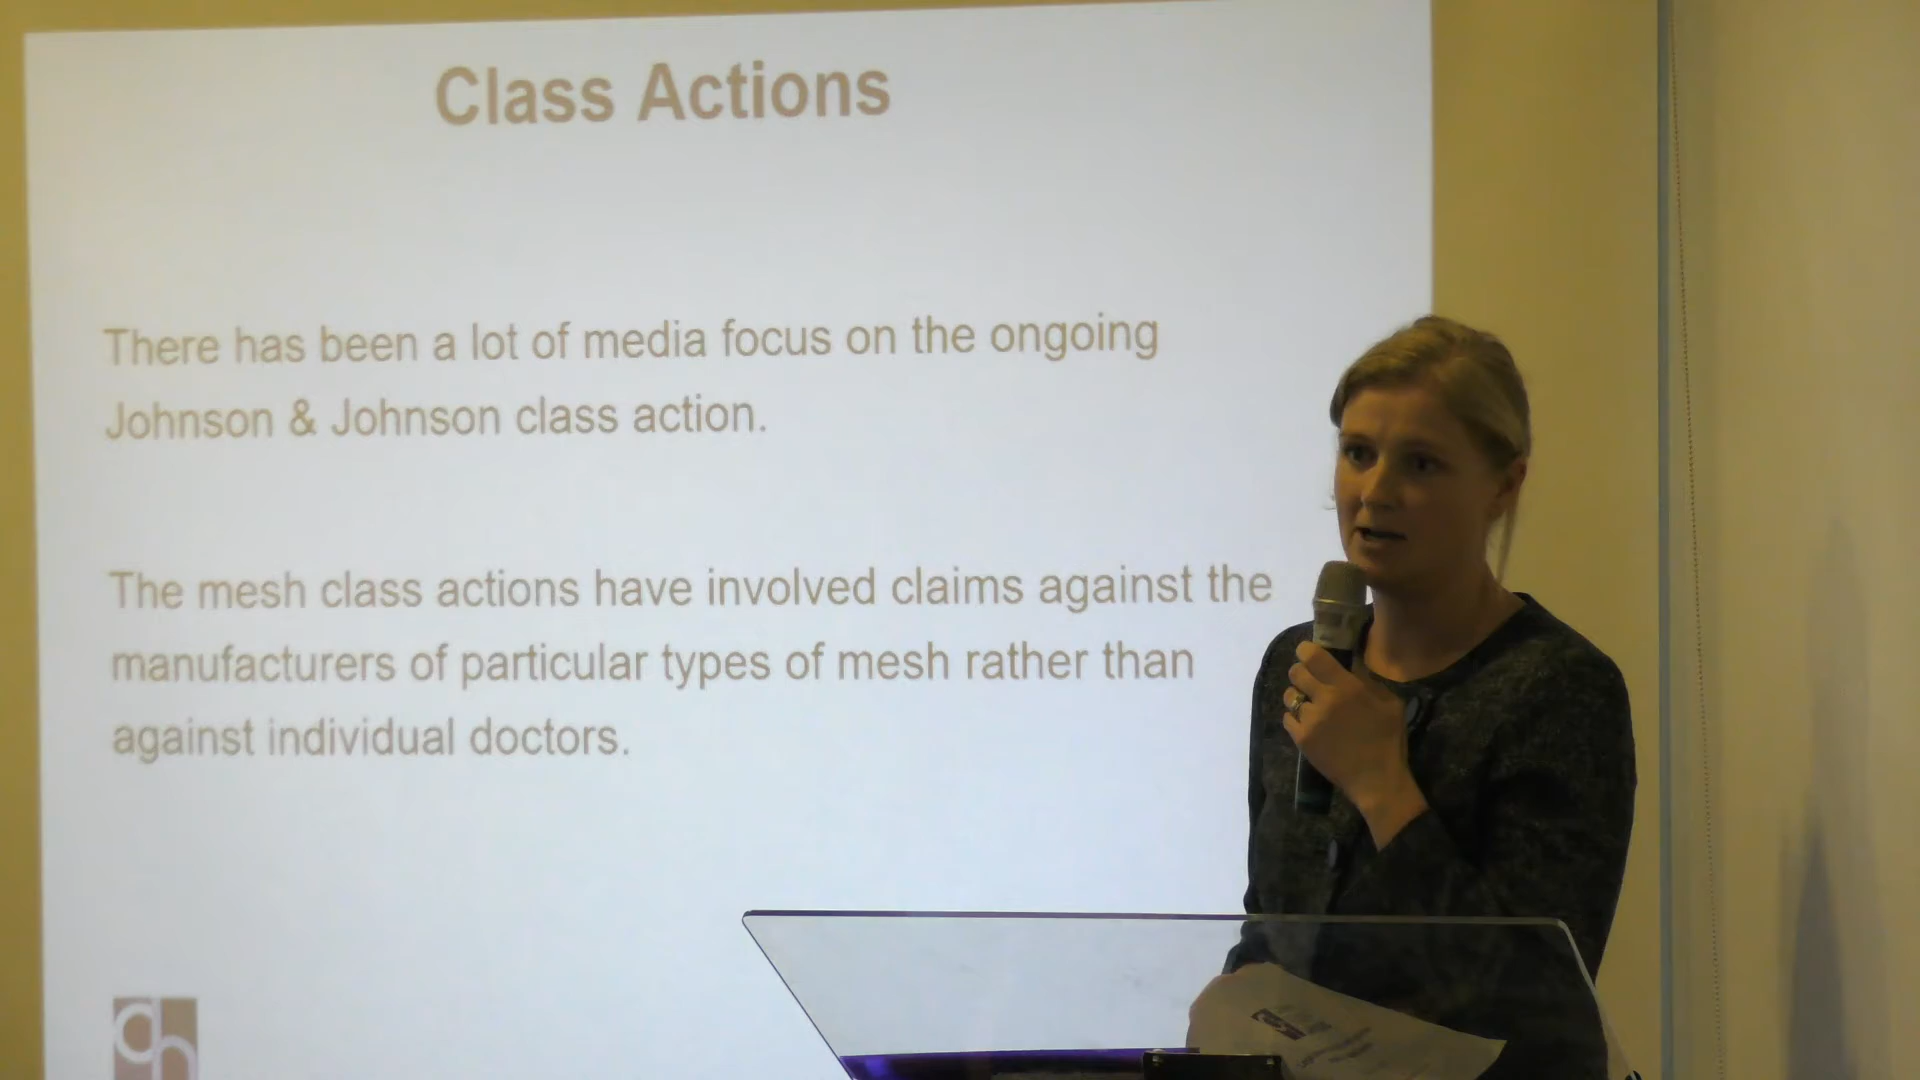 Class Actions
There has been a lot of media focus on the ongoing
Johnson & Johnson class action.
The mesh class actions have involved claims against the
manufacturers of particular types of mesh rather than
against individual doctors.